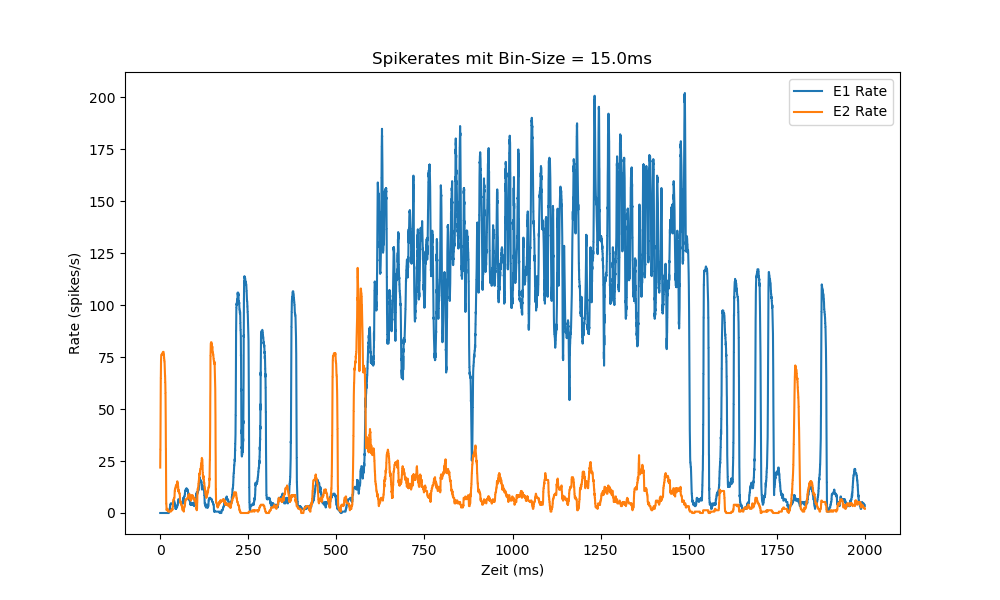 Spikerates mit Bin-Size = 15.0ms
E1 Rate
E2 Rate
200
175
150
125
100
75
50
25
0
Rate (spikes/s)
0 250 500 750 1000 1250 1500 1750 2000
Zeit (ms)